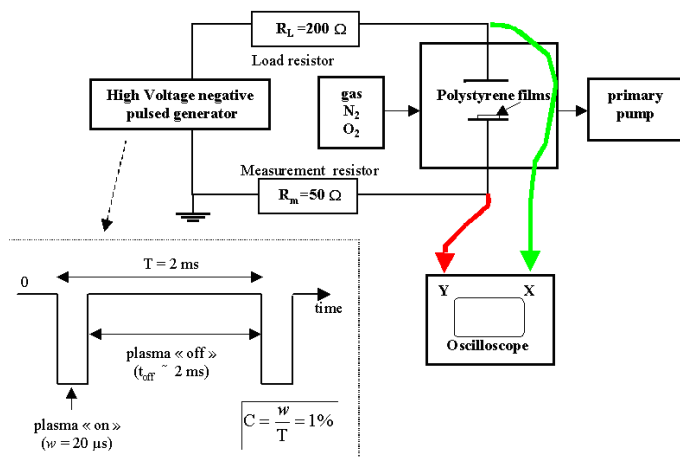 R_L =200 Ω
Load resistor
High Voltage negative
pulsed generator
gas
N₂
O₂
Polystyrene films
primary
pump
Measurement resistor
R_m=50 Ω
T = 2 ms
0
time
plasma « off »
(t_off ~ 2 ms)
plasma « on »
(w = 20 µs)
C = w/T = 1%
Y X
Oscilloscope